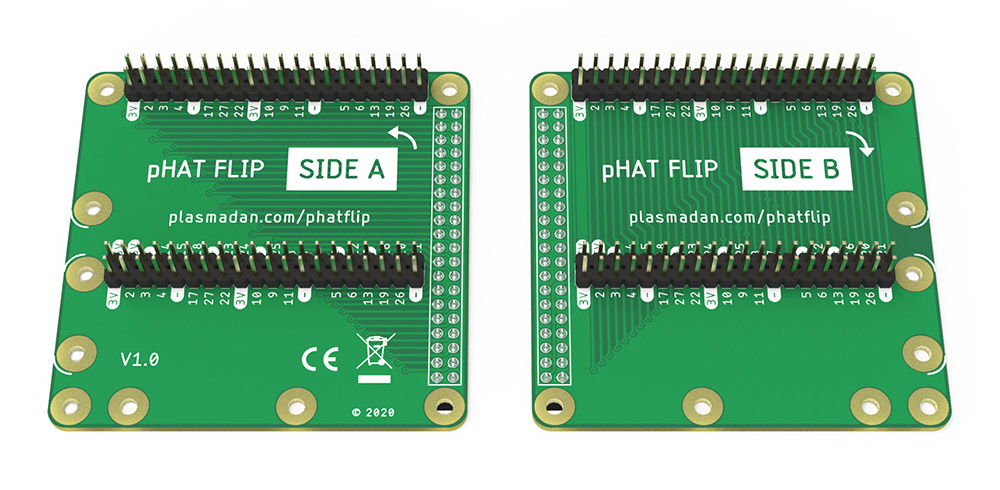 3V 2 3 4 - 17 27 22 3V 10 9 11 - 5 6 13 19 26 -
pHAT FLIP SIDE A
plasmadan.com/phatflip
3V 2 3 4 - 17 27 22 3V 10 9 11 - 5 6 13 19 26 -
V1.0
CE
© 2020
3V 2 3 4 - 17 27 22 3V 10 9 11 - 5 6 13 19 26 -
pHAT FLIP SIDE B
plasmadan.com/phatflip
3V 2 3 4 - 17 27 22 3V 10 9 11 - 5 6 13 19 26 -